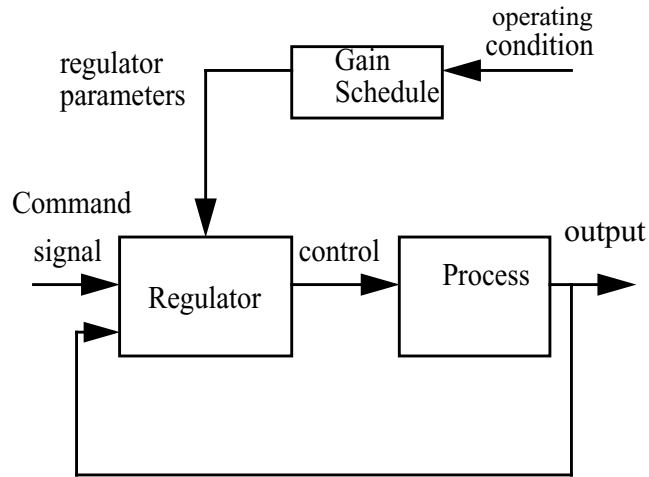 operating
condition
Gain
Schedule
regulator
parameters
Command
signal
control
output
Regulator
Process